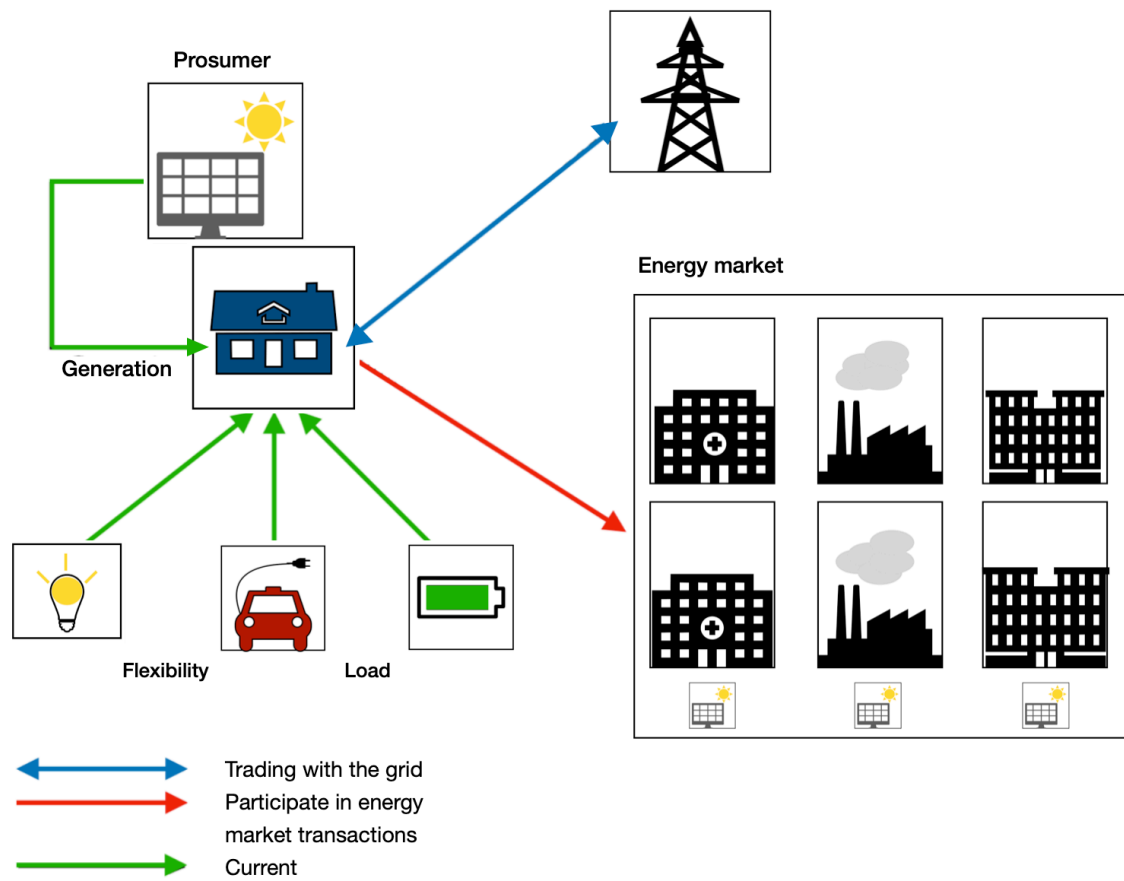 Prosumer
Energy market
Generation
Flexibility
Load
Trading with the grid
Participate in energy
market transactions
Current